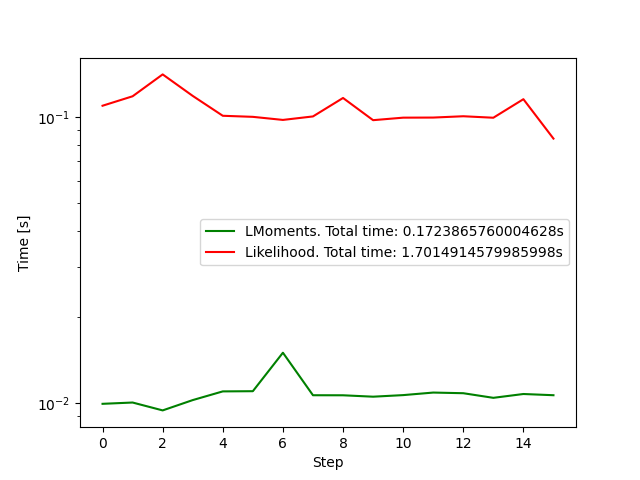 10⁻¹
10⁻²
Time [s]
LMoments. Total time: 0.1723865760004628s
Likelihood. Total time: 1.7014914579985998s
0 2 4 6 8 10 12 14
Step